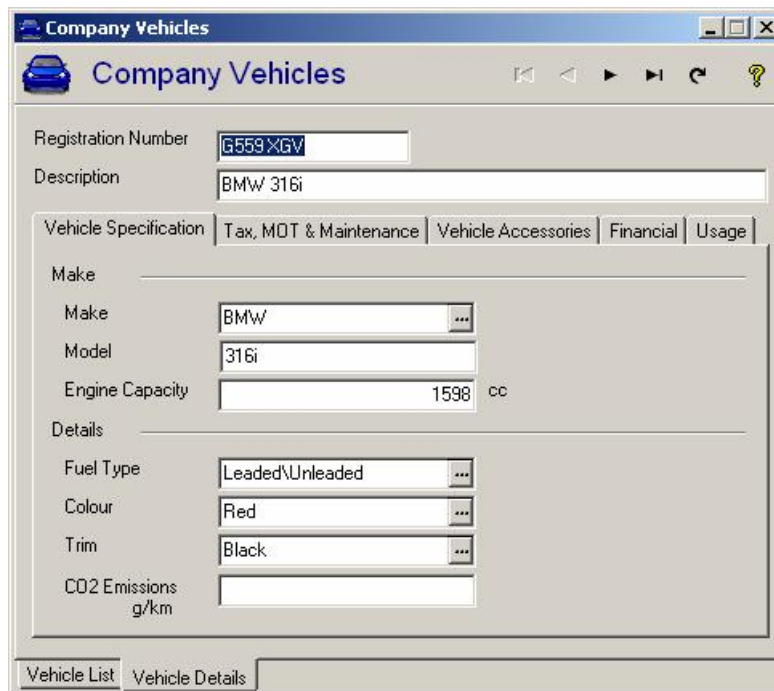 Company Vehicles
Company Vehicles
Registration Number G559 XGV
Description BMW 316i
Vehicle Specification Tax, MOT & Maintenance Vehicle Accessories Financial Usage
Make
Make BMW ...
Model 316i
Engine Capacity 1598 cc
Details
Fuel Type Leaded\Unleaded ...
Colour Red ...
Trim Black ...
CO2 Emissions
g/km
Vehicle List Vehicle Details